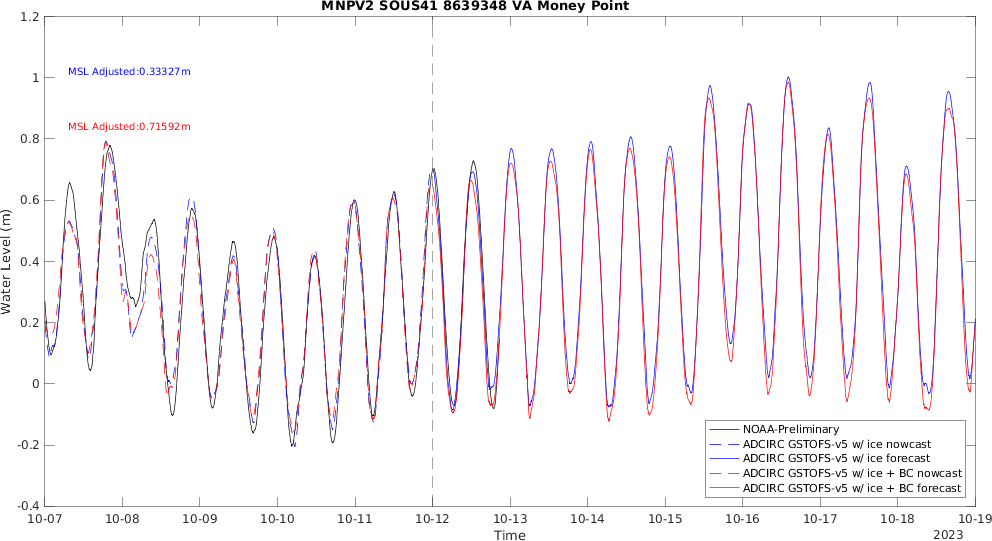 MNPV2 SOUS41 8639348 VA Money Point
MSL Adjusted:0.33327m
MSL Adjusted:0.71592m
Water Level (m)
1.2
1
0.8
0.6
0.4
0.2
0
-0.2
-0.4
NOAA-Preliminary
ADCIRC GSTOFS-v5 w/ ice nowcast
ADCIRC GSTOFS-v5 w/ ice forecast
ADCIRC GSTOFS-v5 w/ ice + BC nowcast
ADCIRC GSTOFS-v5 w/ ice + BC forecast
10-07 10-08 10-09 10-10 10-11 10-12 10-13 10-14 10-15 10-16 10-17 10-18 10-19
Time
2023